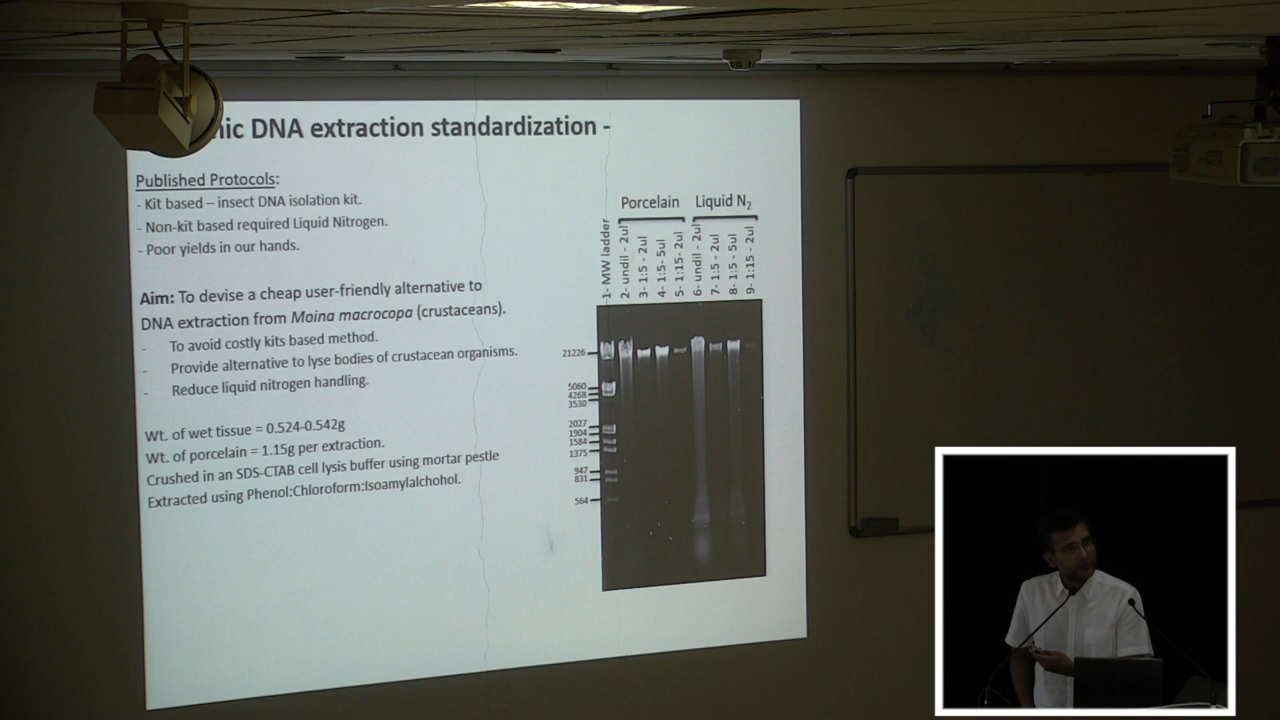 DNA extraction standardization -
Published Protocols:
- Kit based – insect DNA isolation kit.
- Non-kit based required Liquid Nitrogen.
- Poor yields in our hands.
Aim: To devise a cheap user-friendly alternative to
DNA extraction from Moina macrocopa (crustaceans).
- To avoid costly kits based method.
- Provide alternative to lyse bodies of crustacean organisms.
- Reduce liquid nitrogen handling.
Wt. of wet tissue = 0.524-0.542g
Wt. of porcelain = 1.15g per extraction.
Crushed in an SDS-CTAB cell lysis buffer using mortar pestle
Extracted using Phenol:Chloroform:Isoamylalchohol.
Porcelain Liquid N2
1- MW ladder
2- undil - 2ul
3- 1:5 - 2ul
4- 1:5- 5ul
5- 1:15- 2ul
6- undil - 2ul
7- 1:5 - 2ul
8- 1:5 - 5ul
9- 1:15 - 2ul
21226
5060
4268
3530
2027
1904
1584
1375
947
831
564